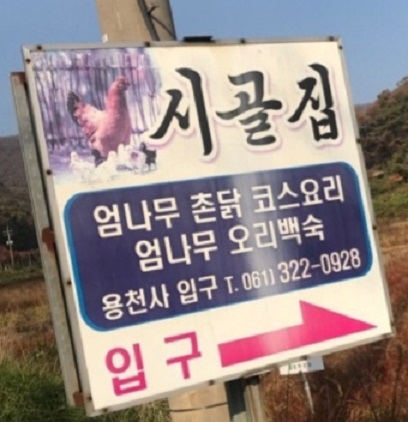 시골집
엄나무 촌닭 코스요리
엄나무 오리백숙
용천사 입구 T. 061) 322-0928
입구